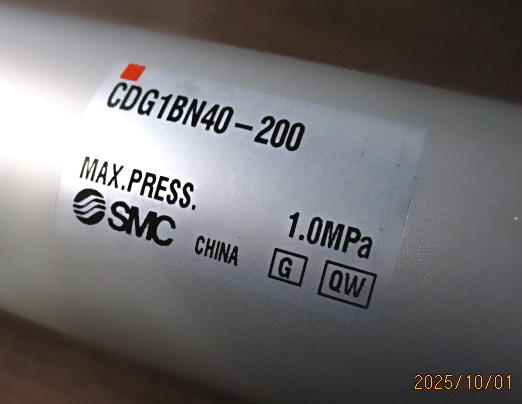 CDG1BN40-200
MAX.PRESS. 1.0MPa
SMC CHINA G QW
2025/10/01